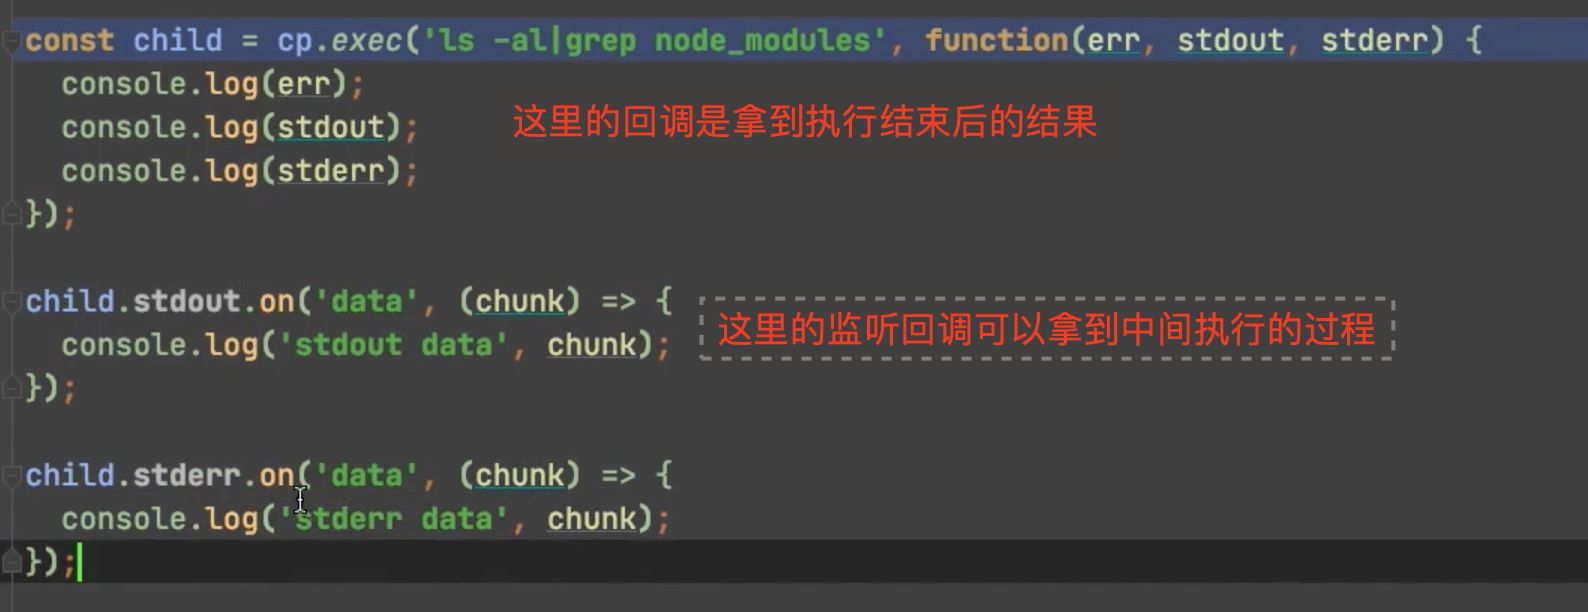 const child = cp.exec('ls -al|grep node_modules', function(err, stdout, stderr) {
console.log(err);
这里的回调是拿到执行结束后的结果
console.log(stdout);
console.log(stderr);
});
child.stdout.on('data', (chunk) => {
这里的监听回调可以拿到中间执行的过程
console.log('stdout data', chunk);
});
child.stderr.on('data', (chunk) => {
console.log('stderr data', chunk);
});